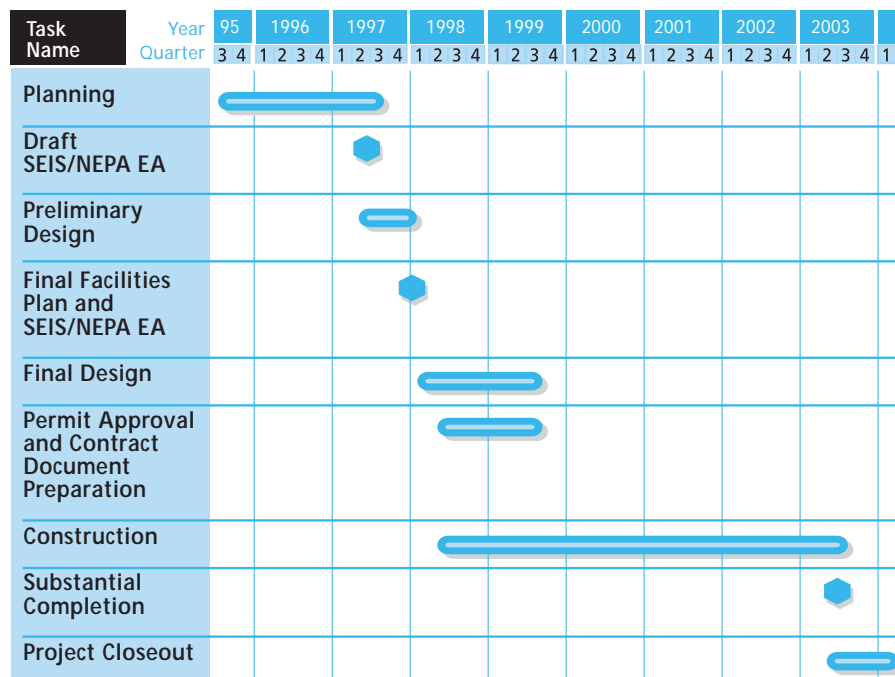 Task Year 95 1996 1997 1998 1999 2000 2001 2002 2003
Name Quarter 3 4 1 2 3 4 1 2 3 4 1 2 3 4 1 2 3 4 1 2 3 4 1 2 3 4 1 2 3 4 1 2 3 4 1
Planning
Draft
SEIS/NEPA EA
Preliminary
Design
Final Facilities
Plan and
SEIS/NEPA EA
Final Design
Permit Approval
and Contract
Document
Preparation
Construction
Substantial
Completion
Project Closeout